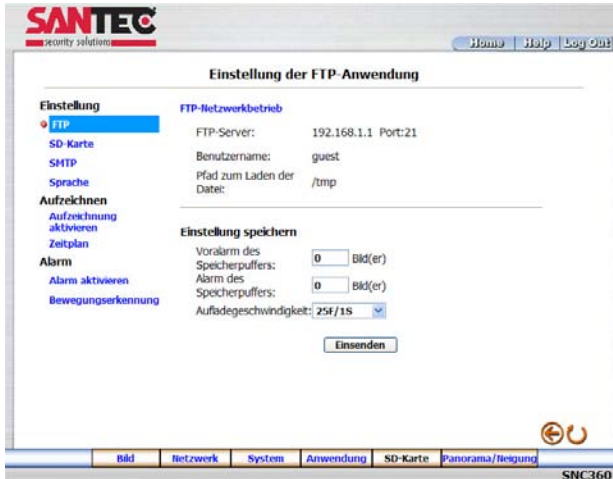 SANTEC
security solutions
Home | Help | Log Out
Einstellung der FTP-Anwendung
Einstellung
FTP
SD-Karte
SMTP
Sprache
Aufzeichnen
Aufzeichnung
aktivieren
Zeitplan
Alarm
Alarm aktivieren
Bewegungserkennung
FTP-Netzwerkbetrieb
FTP-Server: 192.168.1.1 Port:21
Benutzername: guest
Pfad zum Laden der
Datei: /tmp
Einstellung speichern
Voralarm des
Speicherpuffers: 0 Bild(er)
Alarm des
Speicherpuffers: 0 Bild(er)
Aufladegeschwindigkeit: 25F/1S
Einsenden
Bild Netzwerk System Anwendung SD-Karte Panorama/Neigung
SNC360